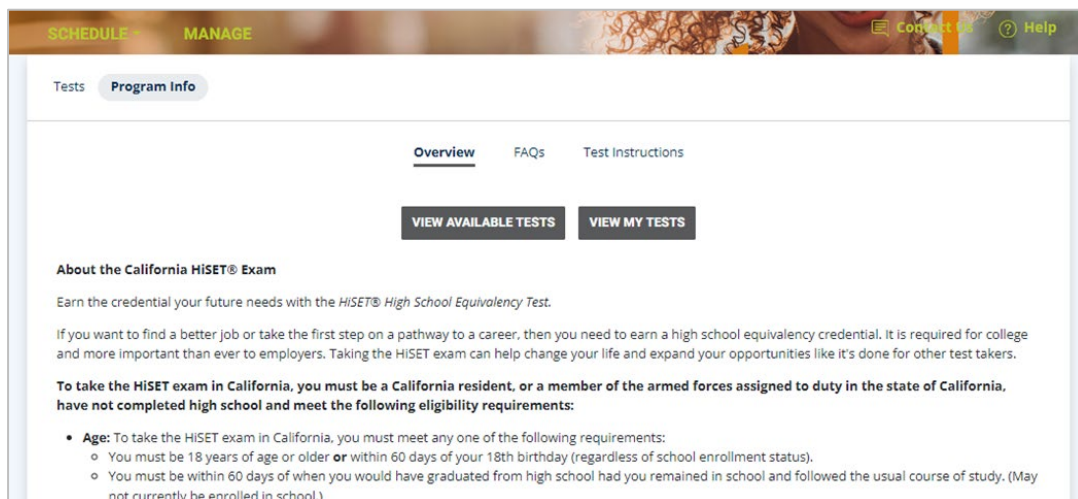 SCHEDULE
MANAGE
Contact Us
Help
Tests
Program Info
Overview
FAQs
Test Instructions
VIEW AVAILABLE TESTS
VIEW MY TESTS
About the California HiSET® Exam
Earn the credential your future needs with the HiSET® High School Equivalency Test.
If you want to find a better job or take the first step on a pathway to a career, then you need to earn a high school equivalency credential. It is required for college
and more important than ever to employers. Taking the HiSET exam can help change your life and expand your opportunities like it's done for other test takers.
To take the HiSET exam in California, you must be a California resident, or a member of the armed forces assigned to duty in the state of California,
have not completed high school and meet the following eligibility requirements:
• Age: To take the HiSET exam in California, you must meet any one of the following requirements:
o You must be 18 years of age or older or within 60 days of your 18th birthday (regardless of school enrollment status).
o You must be within 60 days of when you would have graduated from high school had you remained in school and followed the usual course of study. (May
not currently be enrolled in school.)